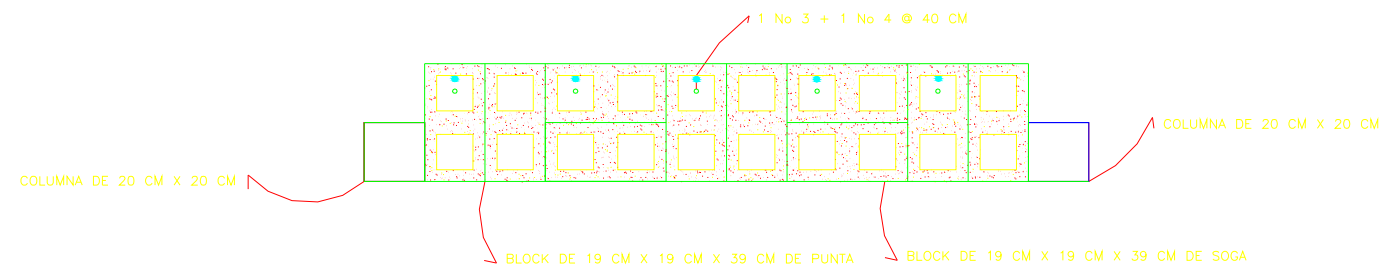 1 No 3 + 1 No 4 @ 40 CM
COLUMNA DE 20 CM X 20 CM
COLUMNA DE 20 CM X 20 CM
BLOCK DE 19 CM X 19 CM X 39 CM DE PUNTA
BLOCK DE 19 CM X 19 CM X 39 CM DE SOGA